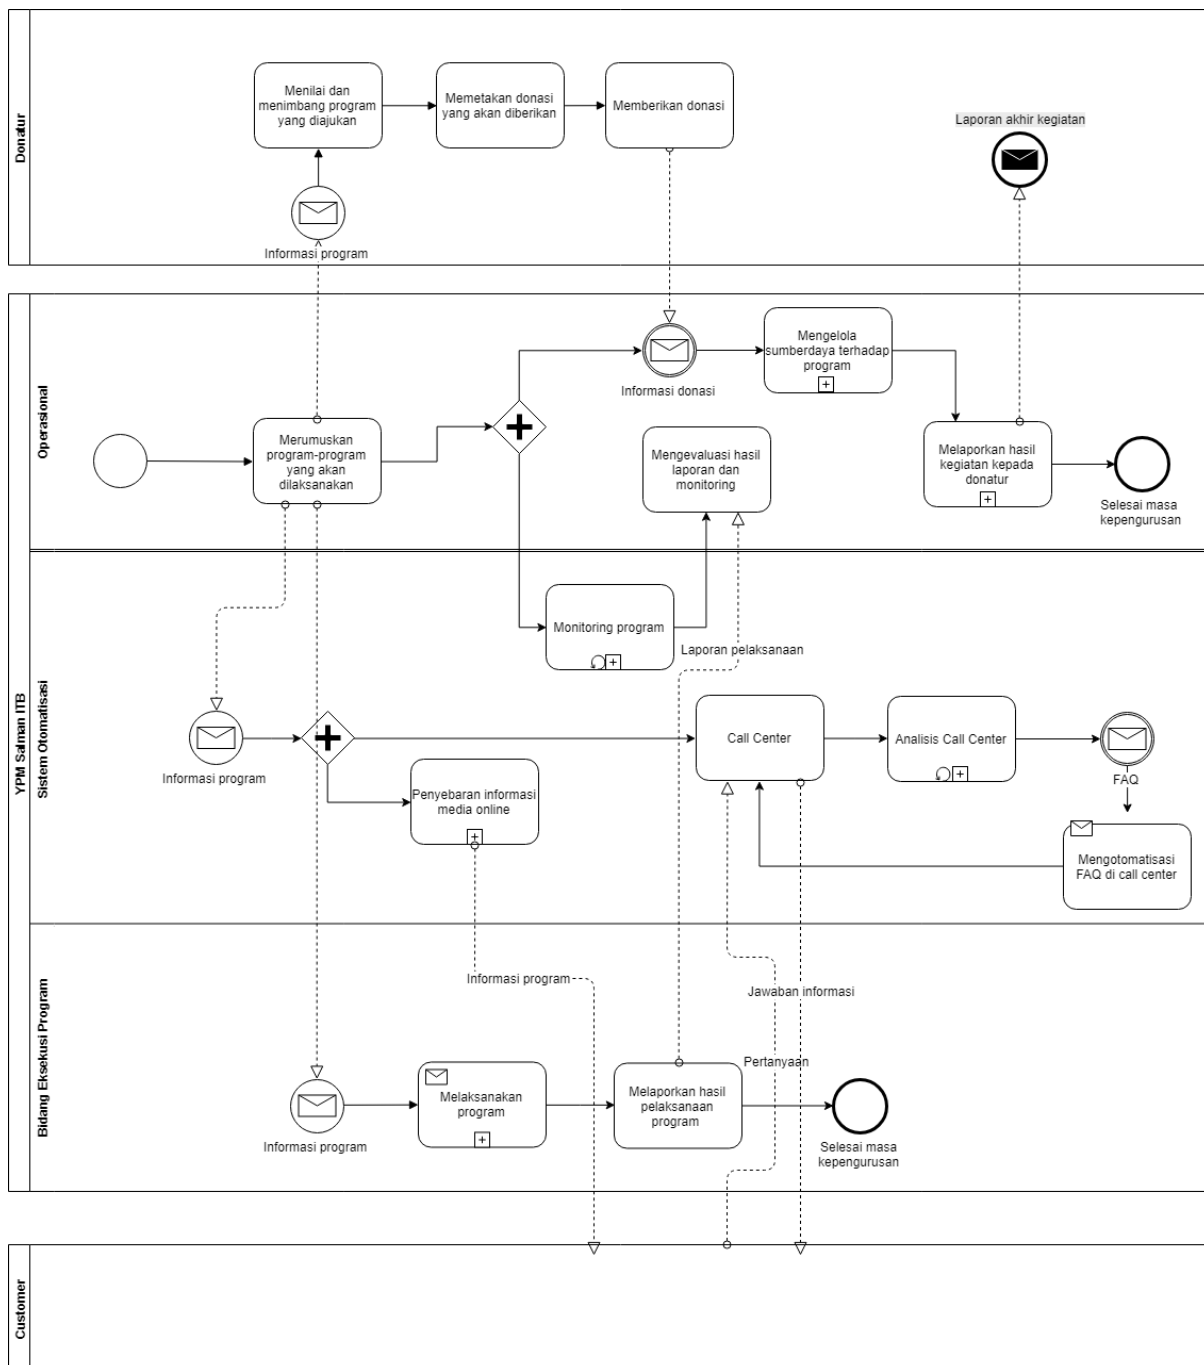 Donatur
Menilai dan
menimbang program
yang diajukan
Memetakan donasi
yang akan diberikan
Memberikan donasi
Laporan akhir kegiatan
Informasi program
YPM Salman ITB
Operasional
Merumuskan
program-program
yang akan
dilaksanakan
Informasi donasi
Mengelola
sumberdaya terhadap
program
Mengevaluasi hasil
laporan dan
monitoring
Melaporkan hasil
kegiatan kepada
donatur
Selesai masa
kepengurusan
Sistem Otomatisasi
Monitoring program
Laporan pelaksanaan
Informasi program
Call Center
Analisis Call Center
FAQ
Penyebaran informasi
media online
Mengotomatisasi
FAQ di call center
Bidang Eksekusi Program
Informasi program
Jawaban informasi
Pertanyaan
Informasi program
Melaksanakan
program
Melaporkan hasil
pelaksanaan
program
Selesai masa
kepengurusan
Customer